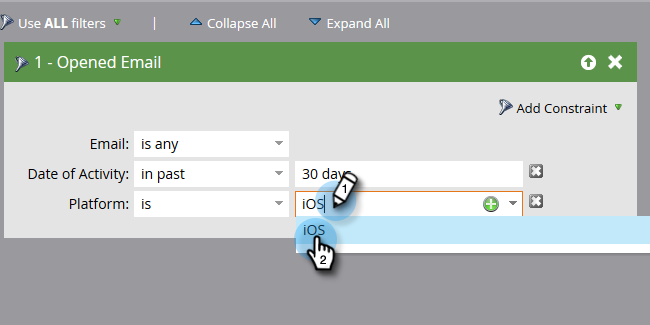 Use ALL filters | Collapse All Expand All
1 - Opened Email
Add Constraint
Email: is any
Date of Activity: in past 30 days
Platform: is iOS
1
iOS
2